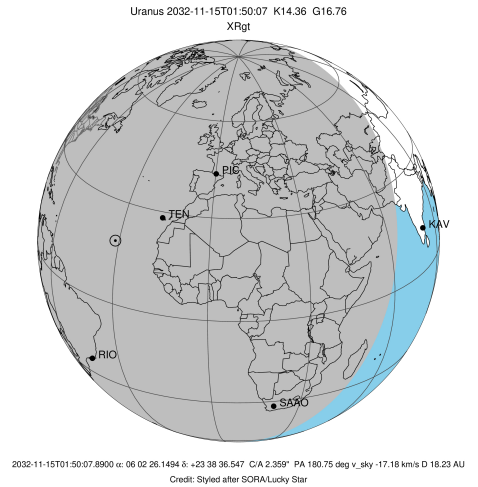 Uranus 2032-11-15T01:50:07 K14.36 G16.76
XRgt
PIC
TEN
KAV
RIO
SAAO
2032-11-15T01:50:07.8900 α: 06 02 26.1494 δ: +23 38 36.547 C/A 2.359" PA 180.75 deg v_sky -17.18 km/s D 18.23 AU
Credit: Styled after SORA/Lucky Star